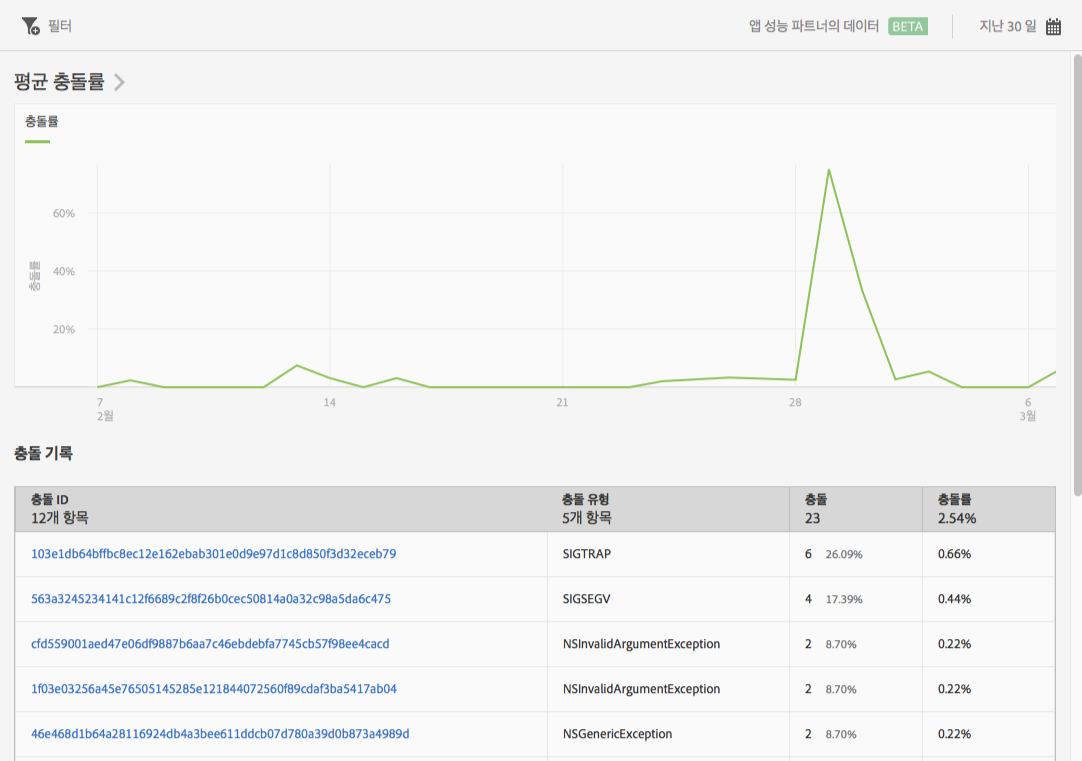 필터
앱 성능 파트너의 데이터 BETA
지난 30 일
평균 충돌률
충돌률
60%
40%
20%
충돌률
7 14 21 28 6
2월 3월
충돌 기록
충돌 ID 충돌 유형 충돌 충돌률
12개 항목 5개 항목 23 2.54%
103e1db64bffbc8ec12e162ebab301e0d9e97d1c8d850f3d32eceb79 SIGTRAP 6 26.09% 0.66%
563a3245234141c12f6689c2f8f26b0cec50814a0a32c98a5da6c475 SIGSEGV 4 17.39% 0.44%
cfd559001aed47e06df9887b6aa7c46ebdebfa7745cb57f98ee4cacd NSInvalidArgumentException 2 8.70% 0.22%
1f03e03256a45e76505145285e121844072560f89cdaf3ba5417ab04 NSInvalidArgumentException 2 8.70% 0.22%
46e468d1b64a28116924db4a3bee611ddcb07d780a39d0b873a4989d NSGenericException 2 8.70% 0.22%